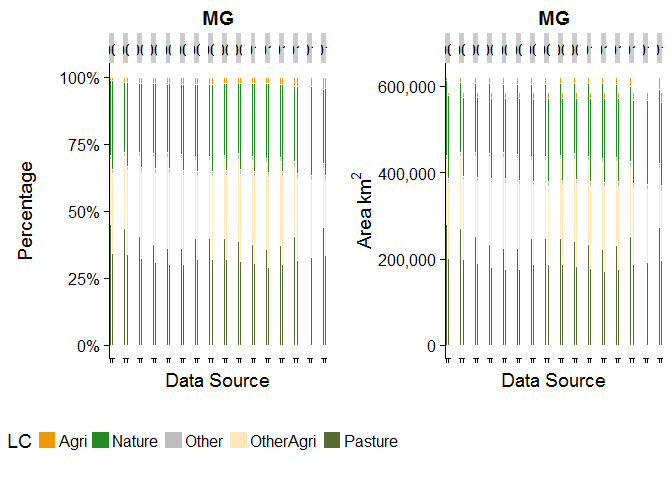 MG
MG
100%
75%
50%
25%
0%
Percentage
Data Source
600,000
400,000
200,000
0
Area km²
Data Source
LC Agri Nature Other OtherAgri Pasture